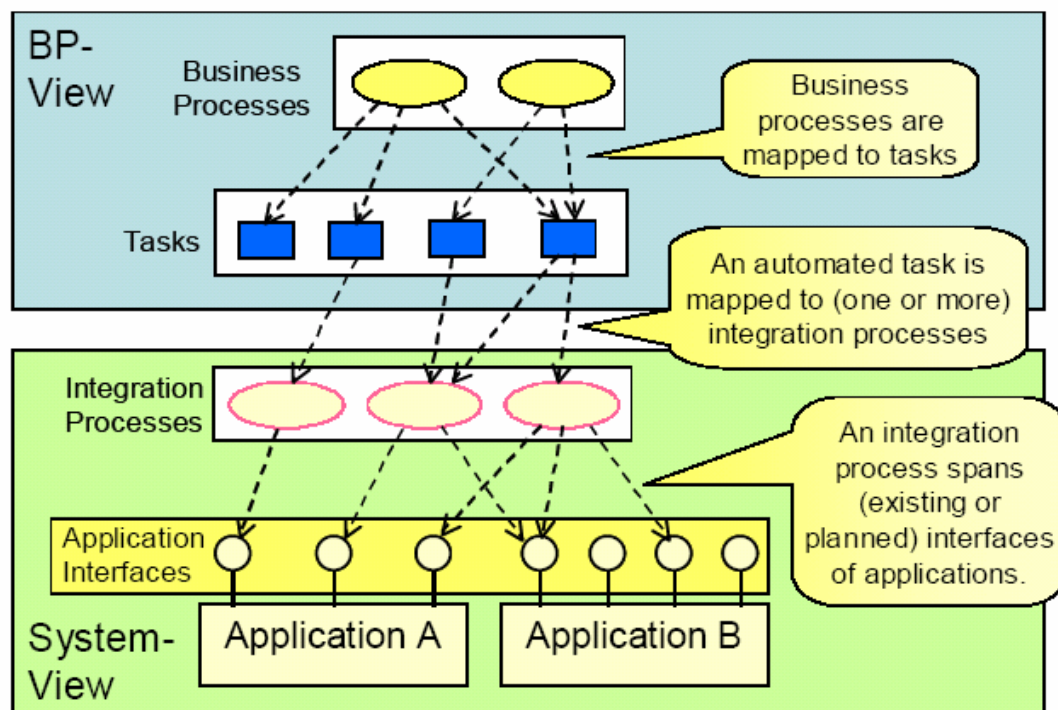 BP-
View
Business
Processes
Business
processes are
mapped to tasks
Tasks
An automated task is
mapped to (one or more)
integration processes
Integration
Processes
An integration
process spans
(existing or
planned) interfaces
of applications.
Application
Interfaces
Application A
Application B
System-
View